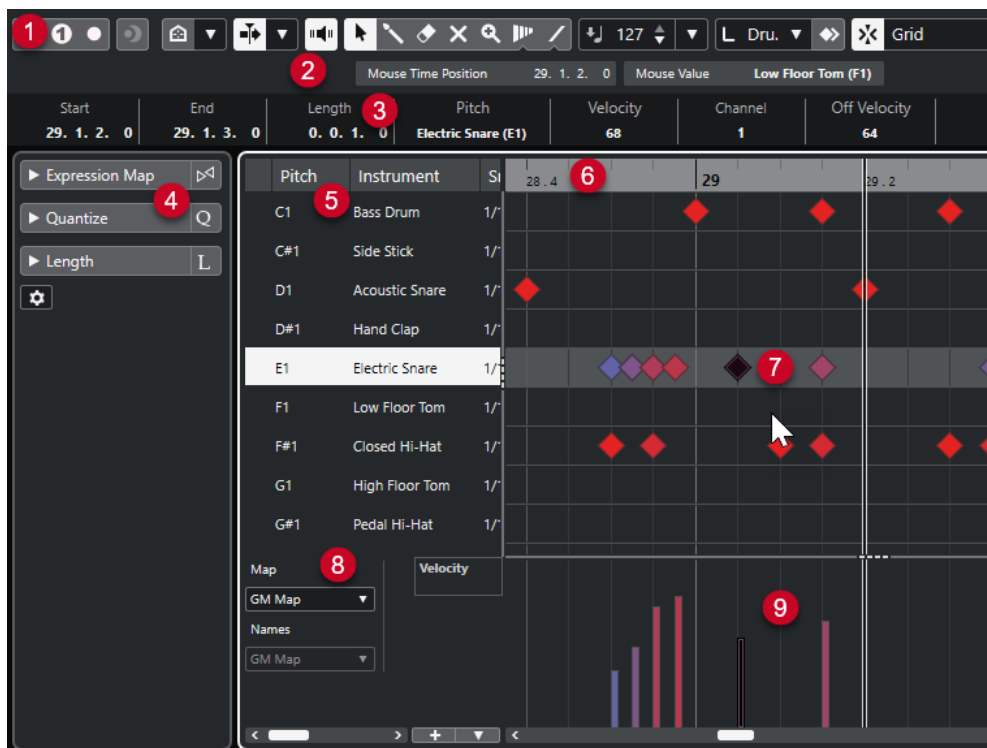 1 1 127 L Dru. Grid
2 Mouse Time Position 29. 1. 2. 0 Mouse Value Low Floor Tom (F1)
Start End Length 3 Pitch Velocity Channel Off Velocity
29. 1. 2. 0 29. 1. 3. 0 0. 0. 1. 0 Electric Snare (E1) 68 1 64
Expression Map
4
Quantize Q
Length L
Pitch Instrument
5
28.4 6 29 29.2
C1 Bass Drum
C#1 Side Stick
D1 Acoustic Snare
D#1 Hand Clap
E1 Electric Snare 7
F1 Low Floor Tom
F#1 Closed Hi-Hat
G1 High Floor Tom
G#1 Pedal Hi-Hat
Map 8 Velocity
GM Map
Names
GM Map
9